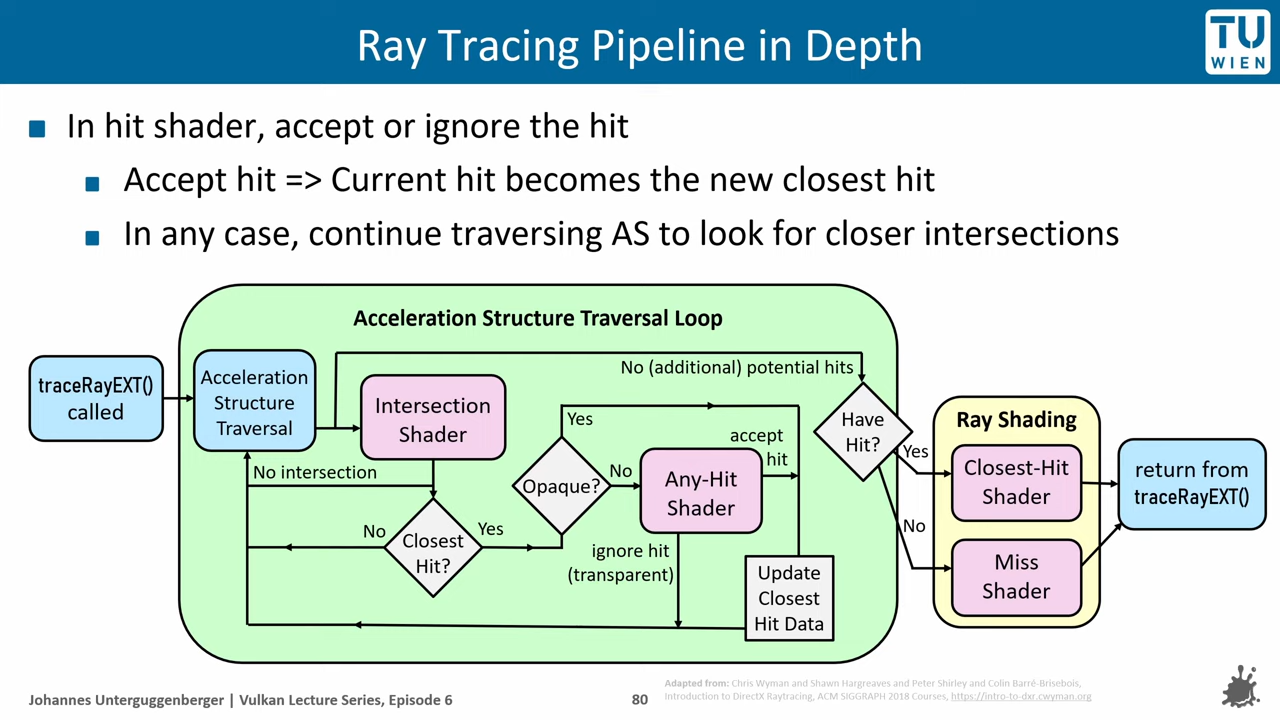 Ray Tracing Pipeline in Depth
TU
WIEN
In hit shader, accept or ignore the hit
Accept hit => Current hit becomes the new closest hit
In any case, continue traversing AS to look for closer intersections
Acceleration Structure Traversal Loop
traceRayEXT()
called
Acceleration
Structure
Traversal
No (additional) potential hits
Intersection
Shader
No intersection
No
Closest
Hit?
Yes
Yes
Opaque?
No
Any-Hit
Shader
accept
hit
ignore hit
(transparent)
Update
Closest
Hit Data
Have
Hit?
Yes
No
Ray Shading
Closest-Hit
Shader
Miss
Shader
return from
traceRayEXT()
Johannes Unterguggenberger | Vulkan Lecture Series, Episode 6
80
Adapted from: Chris Wyman and Shawn Hargreaves and Peter Shirley and Colin Barré-Brisebois,
Introduction to DirectX Raytracing, ACM SIGGRAPH 2018 Courses, https://intro-to-dxr.cwyman.org